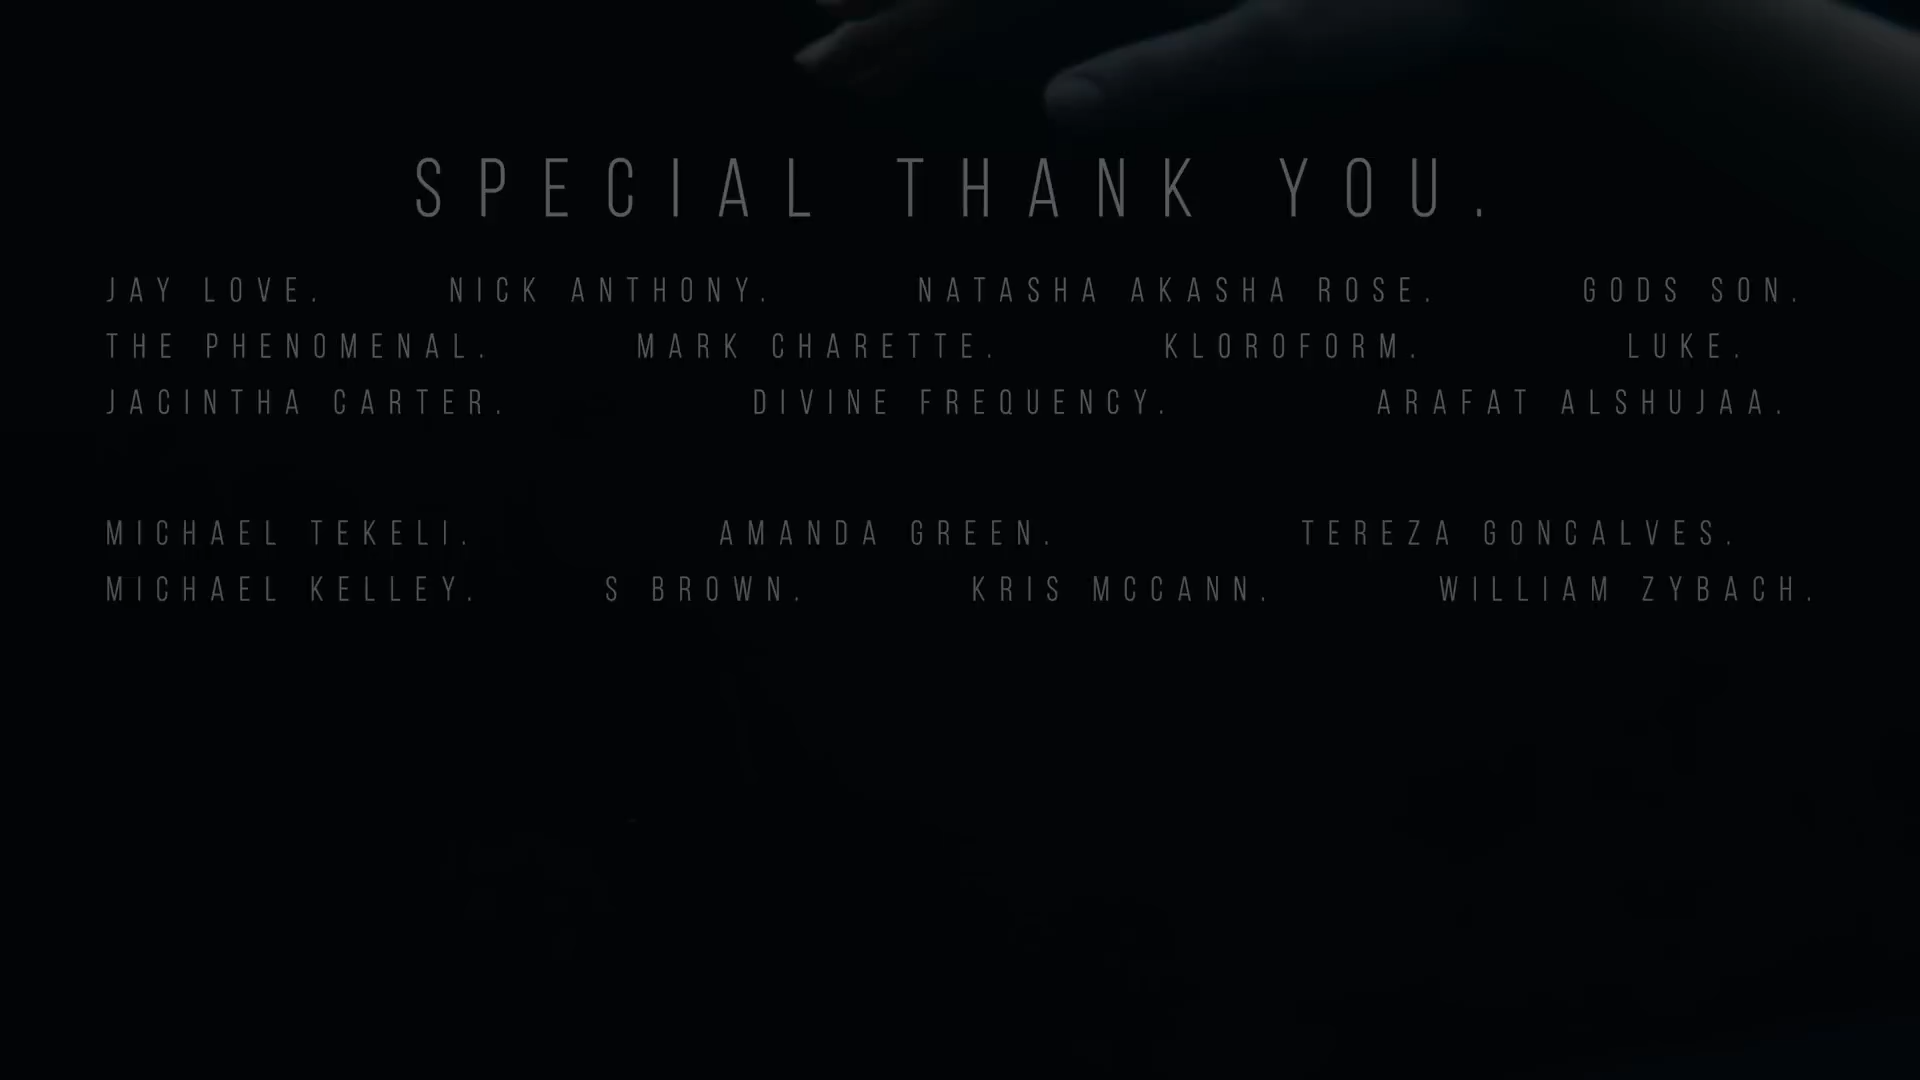 SPECIAL THANK YOU.
JAY LOVE. NICK ANTHONY. NATASHA AKASHA ROSE. GODS SON.
THE PHENOMENAL. MARK CHARETTE. KLOROFORM. LUKE.
JACINTHA CARTER. DIVINE FREQUENCY. ARAFAT ALSHUJAA.
MICHAEL TEKELI. AMANDA GREEN. TEREZA GONCALVES.
MICHAEL KELLEY. S BROWN. KRIS MCCANN. WILLIAM ZYBACH.